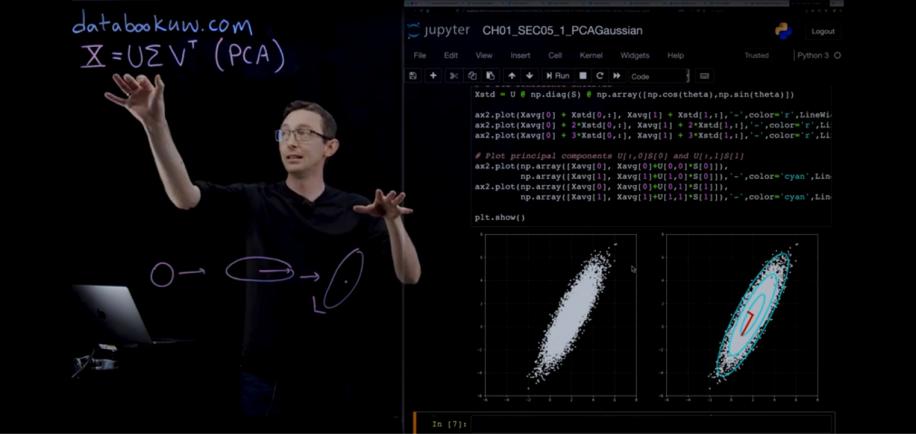 databookuw.com
X = UΣVᵀ (PCA)
jupyter CH01_SEC05_1_PCAGaussian Logout
File Edit View Insert Cell Kernel Widgets Help Trusted Python 3
Run Code
Xstd = U @ np.diag(S) @ np.array([np.cos(theta),np.sin(theta)])
ax2.plot(Xavg[0] + Xstd[0,:], Xavg[1] + Xstd[1,:],'-',color='r',LineWi
ax2.plot(Xavg[0] + 2*Xstd[0,:], Xavg[1] + 2*Xstd[1,:],'-',color='r',Li
ax2.plot(Xavg[0] + 3*Xstd[0,:], Xavg[1] + 3*Xstd[1,:],'-',color='r',Li
# Plot principal components U[:,0]S[0] and U[:,1]S[1]
ax2.plot(np.array([Xavg[0], Xavg[0]+U[0,0]*S[0]]),
np.array([Xavg[1], Xavg[1]+U[1,0]*S[0]]),'-',color='cyan',Lin
ax2.plot(np.array([Xavg[0], Xavg[0]+U[0,1]*S[1]]),
np.array([Xavg[1], Xavg[1]+U[1,1]*S[1]]),'-',color='cyan',Lin
plt.show()
In [7]: